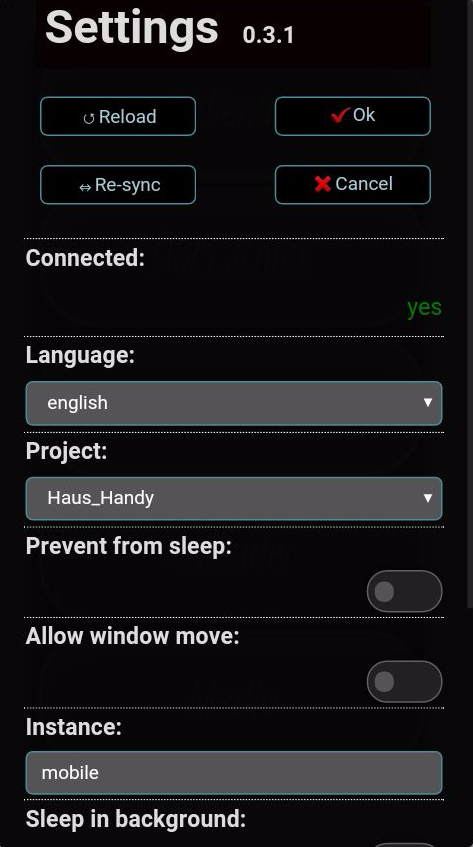 Settings 0.3.1
↺ Reload
✔ Ok
⇔ Re-sync
✖ Cancel
Connected:
yes
Language:
english
Project:
Haus_Handy
Prevent from sleep:
Allow window move:
Instance:
mobile
Sleep in background: